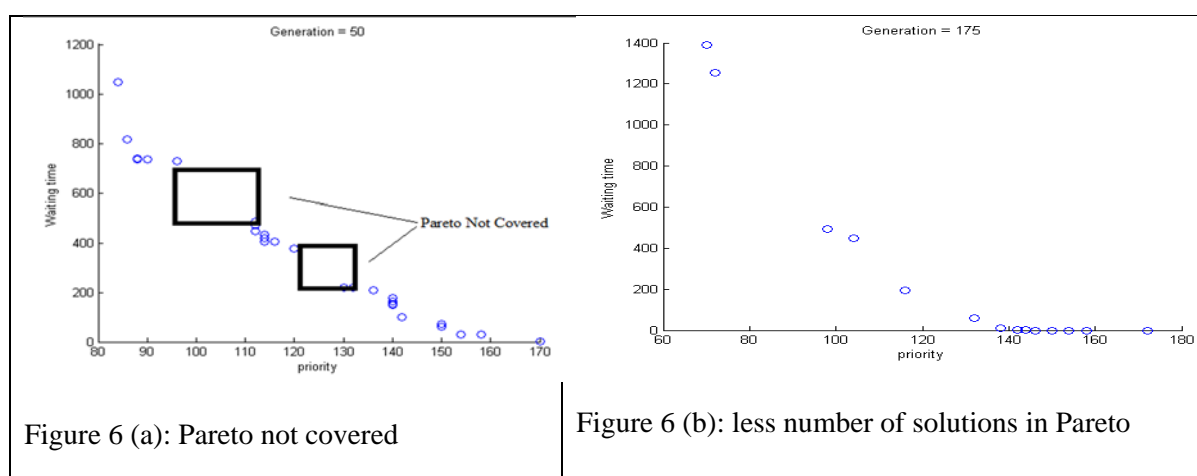 Generation = 50
1200
1000
800
600
400
200
0
Waiting time
80 90 100 110 120 130 140 150 160 170
priority
Pareto Not Covered
Figure 6 (a): Pareto not covered
Generation = 175
1400
1200
1000
800
600
400
200
0
Waiting time
60 80 100 120 140 160 180
priority
Figure 6 (b): less number of solutions in Pareto